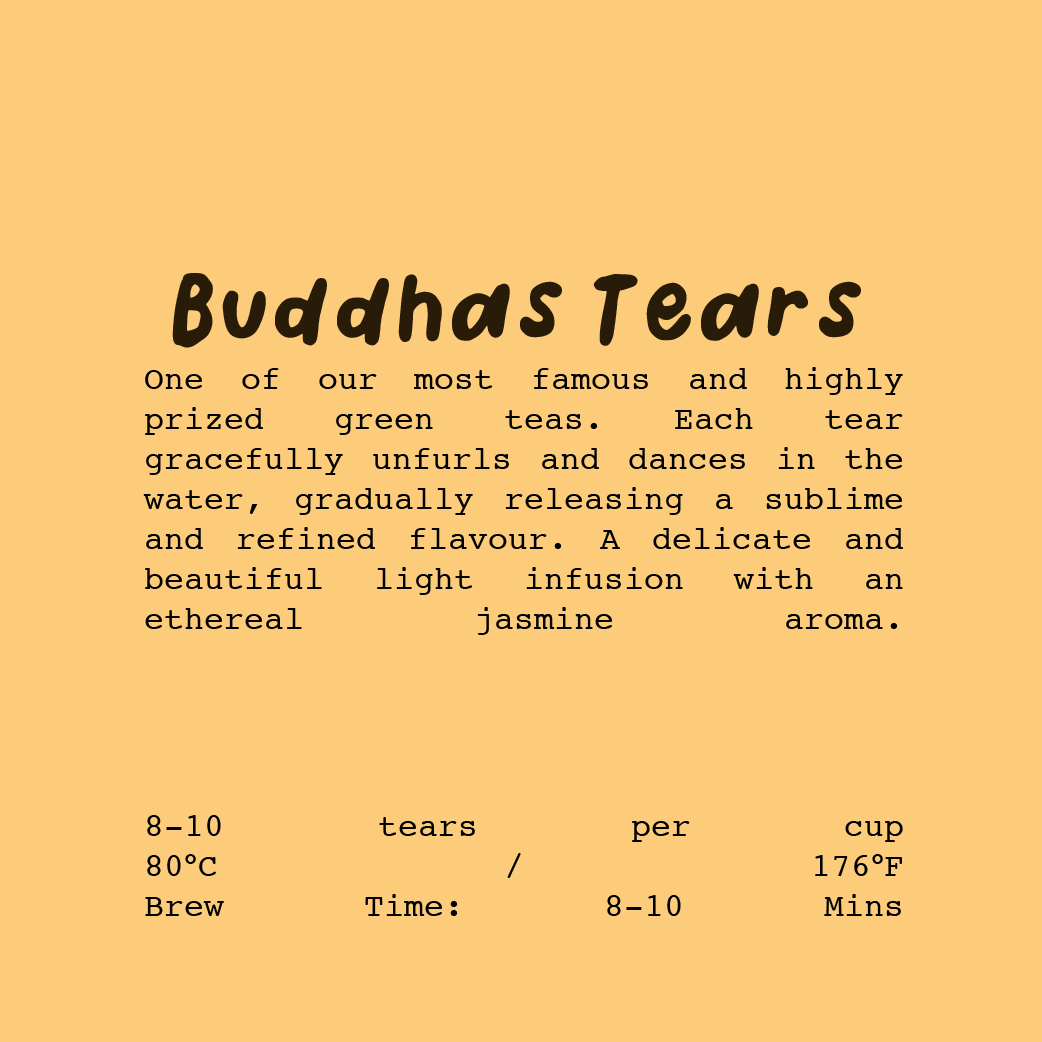 Buddhas Tears
One of our most famous and highly
prized green teas. Each tear
gracefully unfurls and dances in the
water, gradually releasing a sublime
and refined flavour. A delicate and
beautiful light infusion with an
ethereal jasmine aroma.
8-10 tears per cup
80°C / 176°F
Brew Time: 8-10 Mins